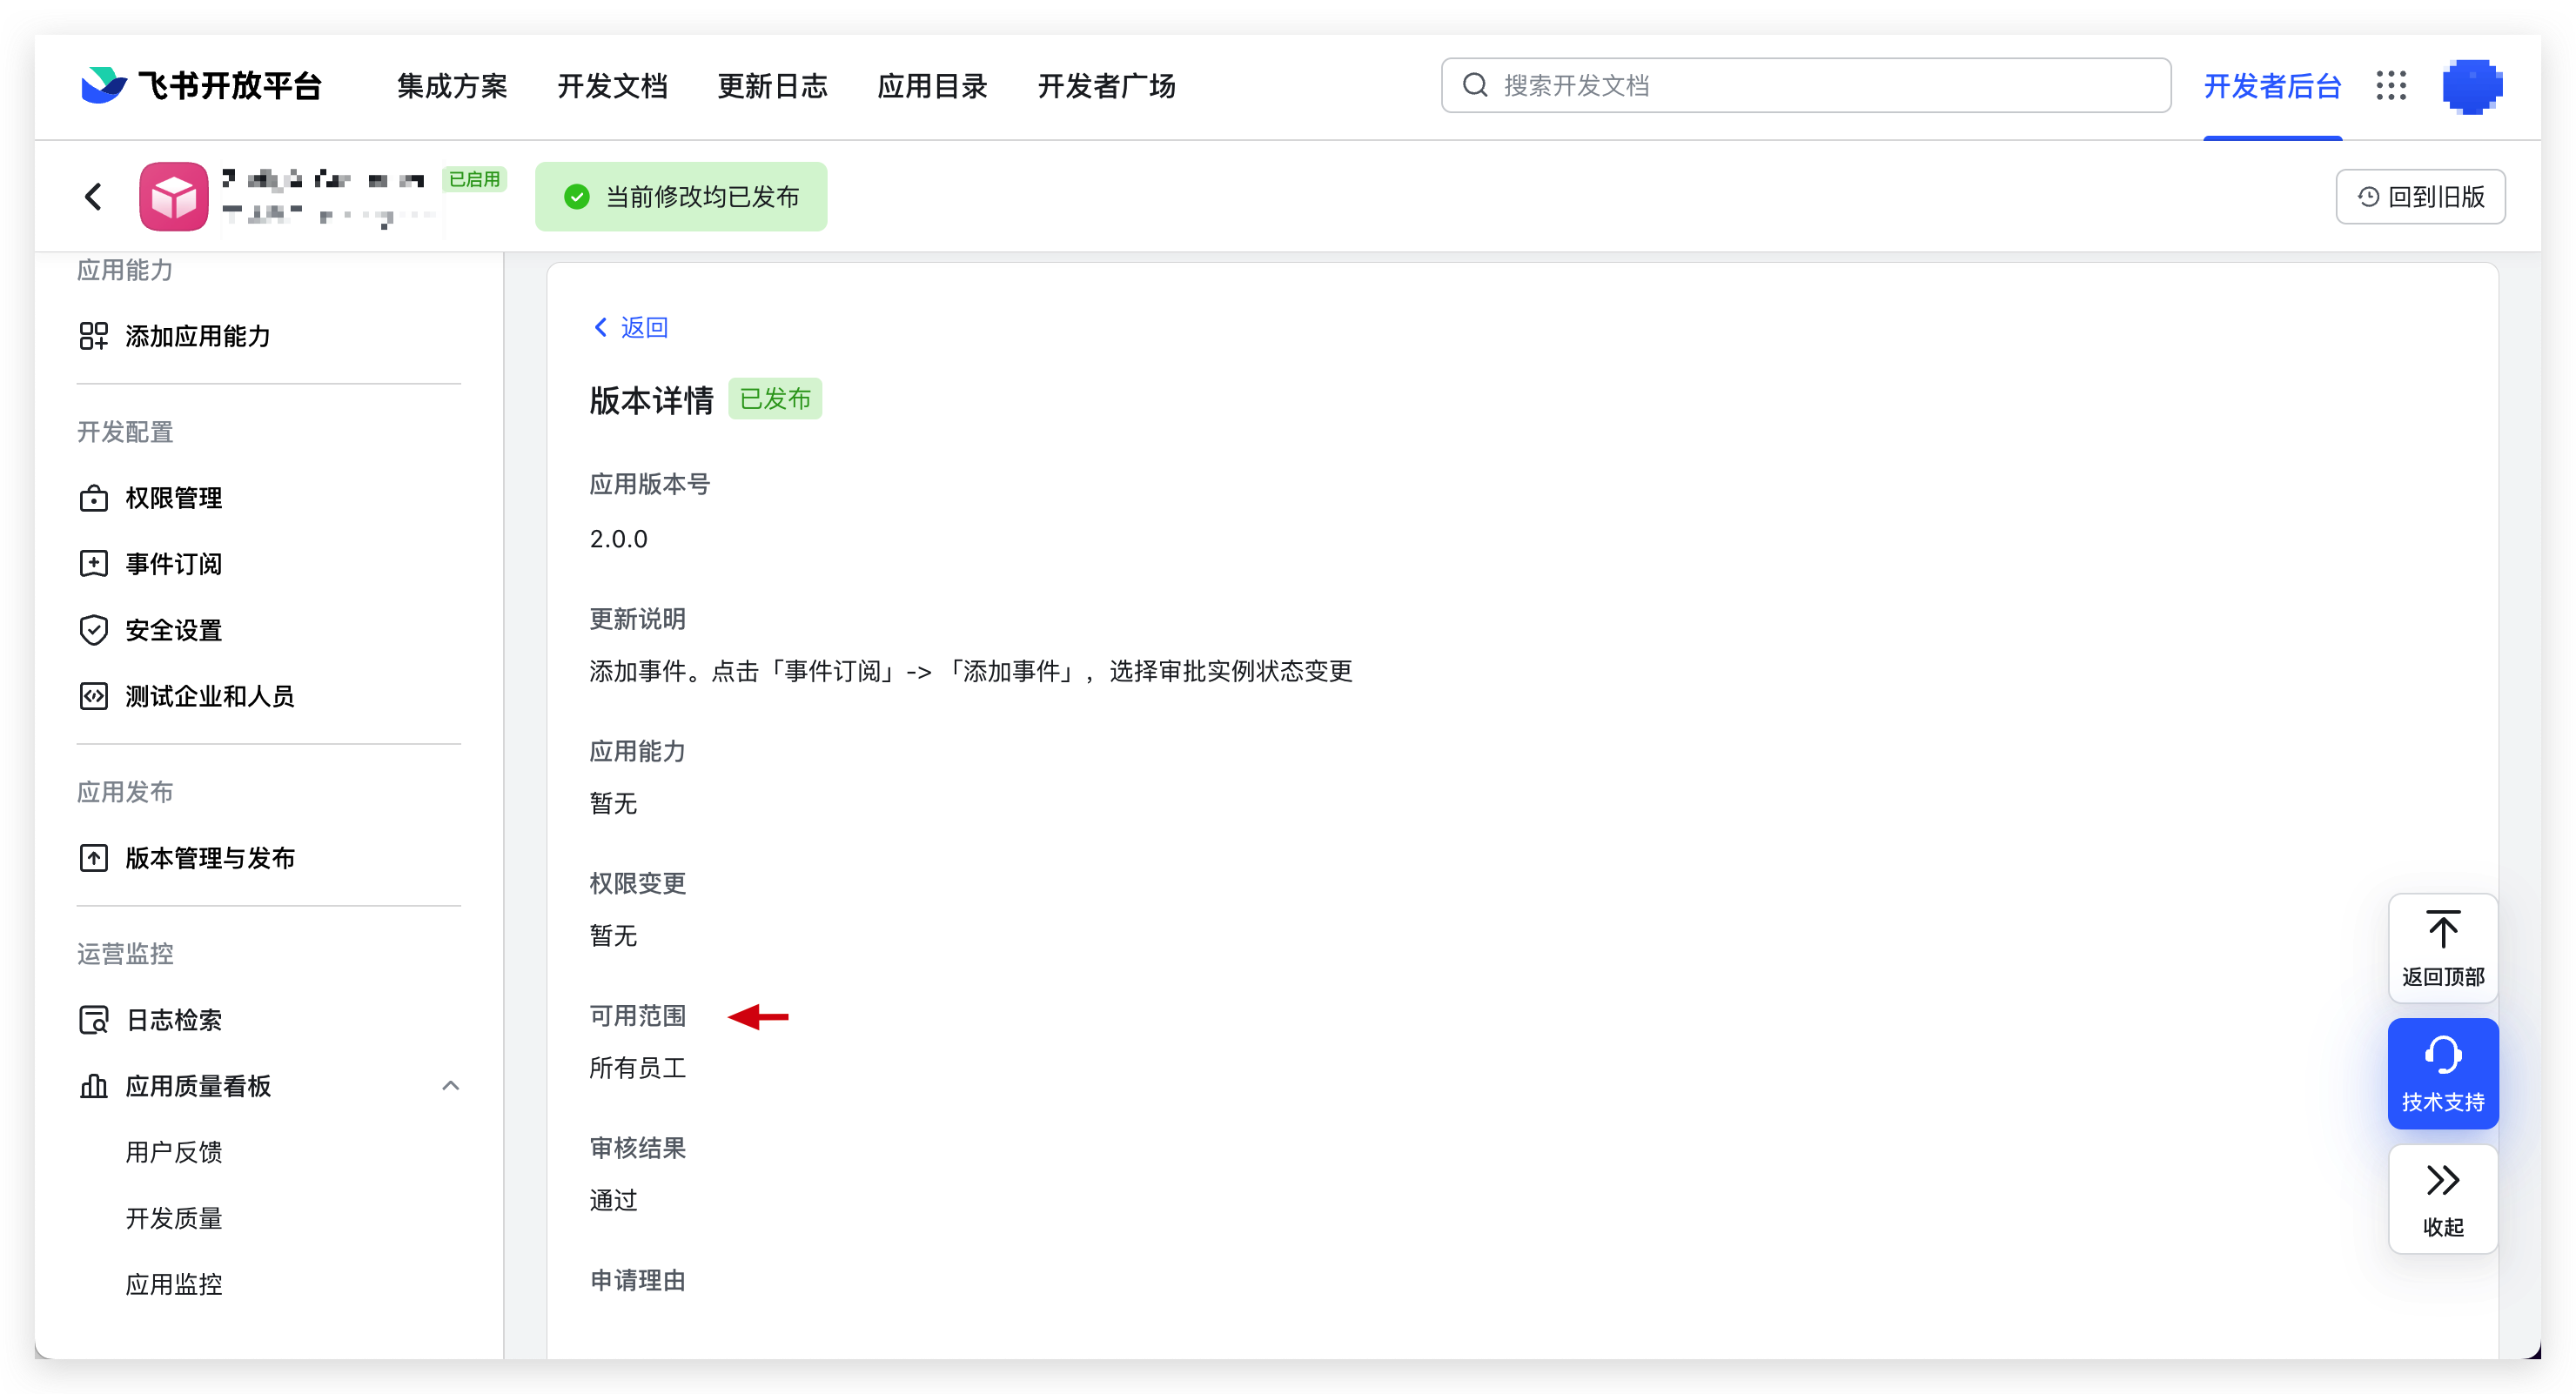 飞书开放平台
集成方案
开发文档
更新日志
应用目录
开发者广场
搜索开发文档
开发者后台
已启用
当前修改均已发布
回到旧版
应用能力
添加应用能力
开发配置
权限管理
事件订阅
安全设置
测试企业和人员
应用发布
版本管理与发布
运营监控
日志检索
应用质量看板
用户反馈
开发质量
应用监控
返回
版本详情 已发布
应用版本号
2.0.0
更新说明
添加事件。点击「事件订阅」-> 「添加事件」，选择审批实例状态变更
应用能力
暂无
权限变更
暂无
可用范围
所有员工
审核结果
通过
申请理由
返回顶部
技术支持
收起